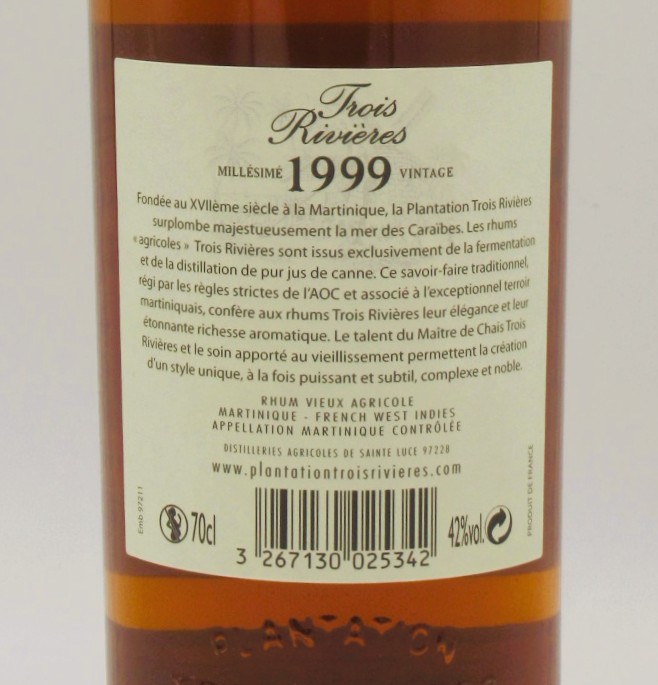 Trois
Rivières
MILLÉSIMÉ 1999 VINTAGE
Fondée au XVIIème siècle à la Martinique, la Plantation Trois Rivières
surplombe majestueusement la mer des Caraïbes. Les rhums
« agricoles » Trois Rivières sont issus exclusivement de la fermentation
et de la distillation de pur jus de canne. Ce savoir-faire traditionnel,
régi par les règles strictes de l'AOC et associé à l'exceptionnel terroir
martiniquais, confère aux rhums Trois Rivières leur élégance et leur
étonnante richesse aromatique. Le talent du Maître de Chais Trois
Rivières et le soin apporté au vieillissement permettent la création
d'un style unique, à la fois puissant et subtil, complexe et noble.
RHUM VIEUX AGRICOLE
MARTINIQUE - FRENCH WEST INDIES
APPELLATION MARTINIQUE CONTRÔLÉE
DISTILLERIES AGRICOLES DE SAINTE LUCE 97228
www.plantationtroisrivieres.com
Emb 97211
PRODUIT DE FRANCE
70cl
42%vol.
3 267130 025342
PLANTATION